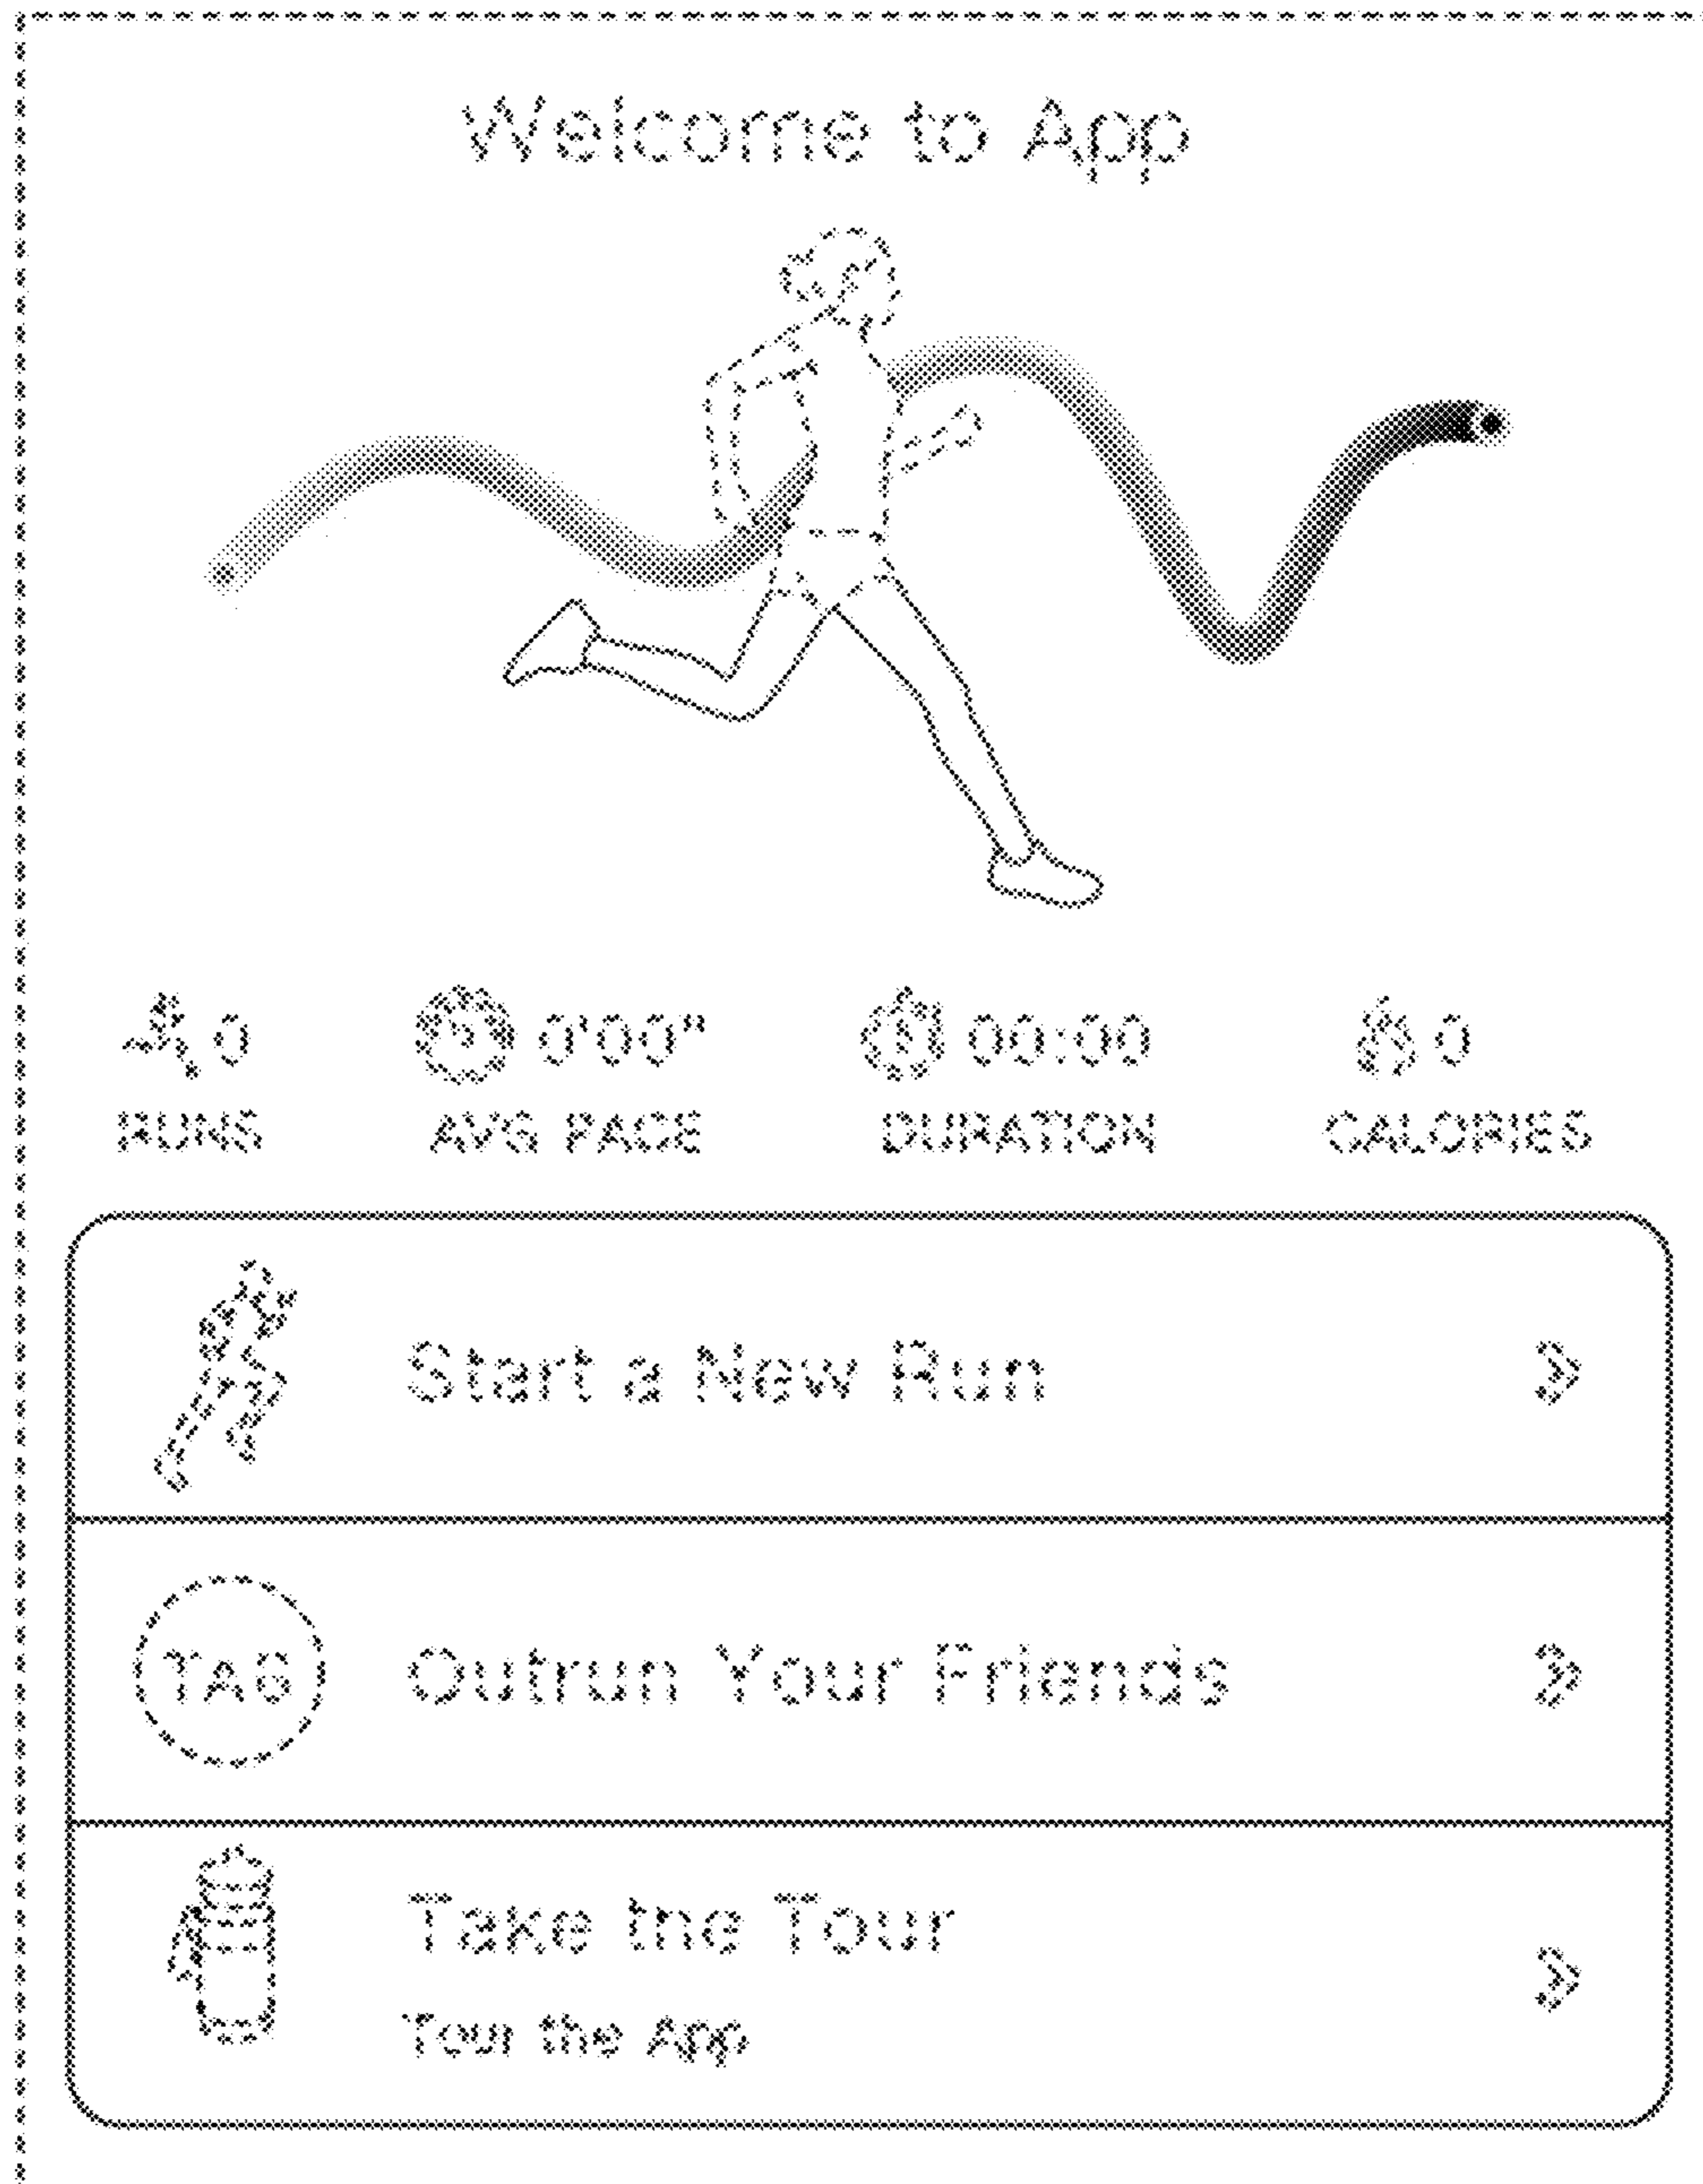 Welcome to App
0 0'00" 00:00 0
RUNS AVG PACE DURATION CALORIES
Start a New Run
TAG Outrun Your Friends
Take the Tour
Tour the App